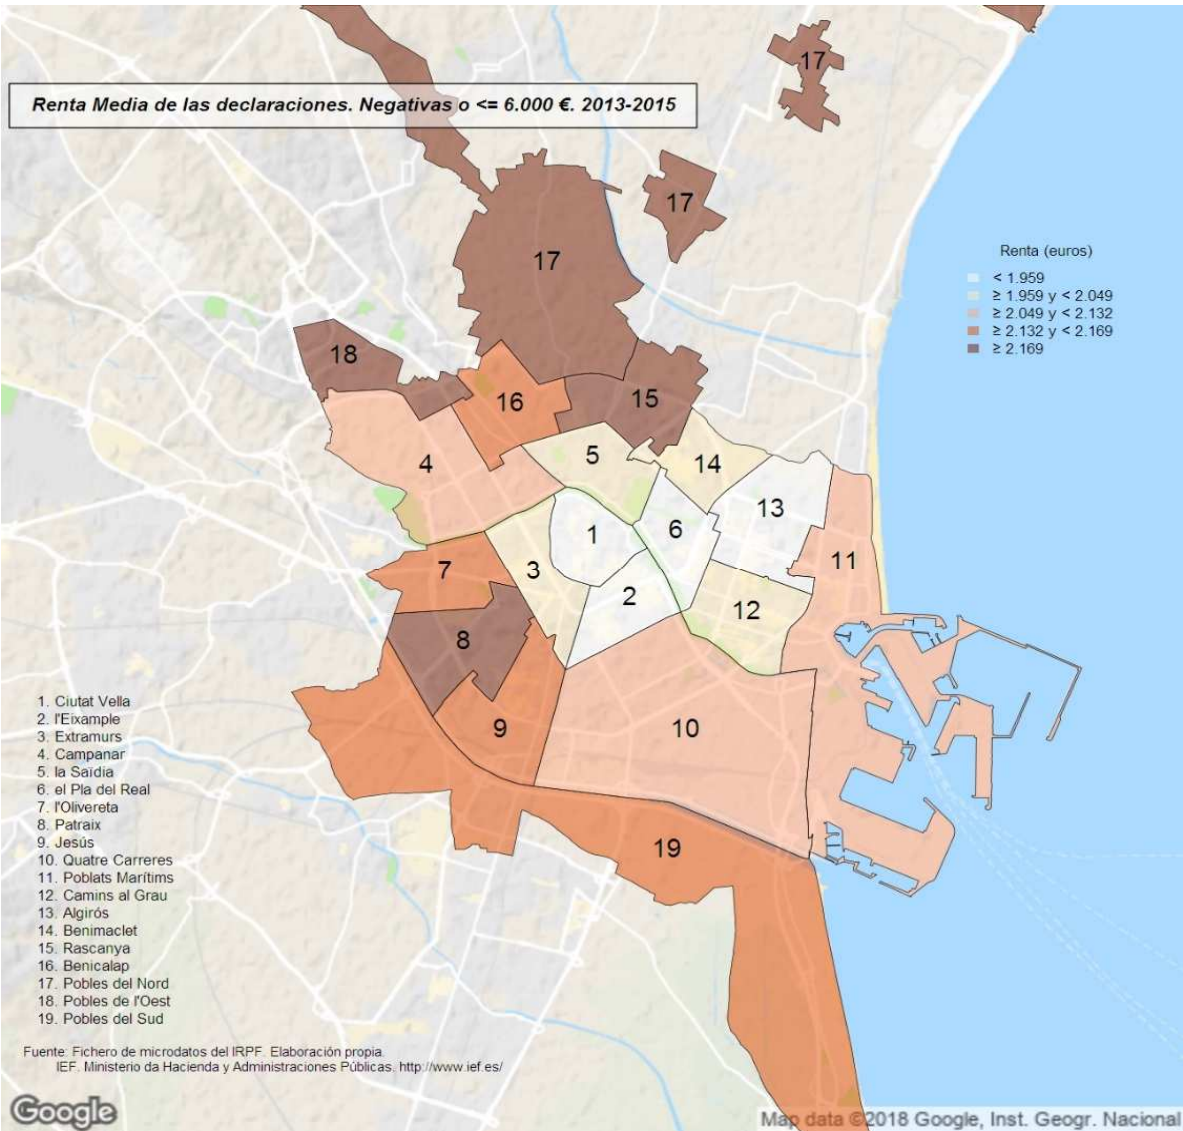 Renta Media de las declaraciones. Negativas o <= 6.000 €. 2013-2015
17
17
17
Renta (euros)
< 1.959
≥ 1.959 y < 2.049
≥ 2.049 y < 2.132
≥ 2.132 y < 2.169
≥ 2.169
18
16
15
4
5
14
13
1
6
11
7
3
2
12
8
9
10
19
1. Ciutat Vella
2. l'Eixample
3. Extramurs
4. Campanar
5. la Saïdia
6. el Pla del Real
7. l'Olivereta
8. Patraix
9. Jesús
10. Quatre Carreres
11. Poblats Marítims
12. Camins al Grau
13. Algirós
14. Benimaclet
15. Rascanya
16. Benicalap
17. Pobles del Nord
18. Pobles de l'Oest
19. Pobles del Sud
Fuente: Fichero de microdatos del IRPF. Elaboración propia.
IEF. Ministerio da Hacienda y Administraciones Públicas. http://www.ief.es/
Google
Map data ©2018 Google, Inst. Geogr. Nacional